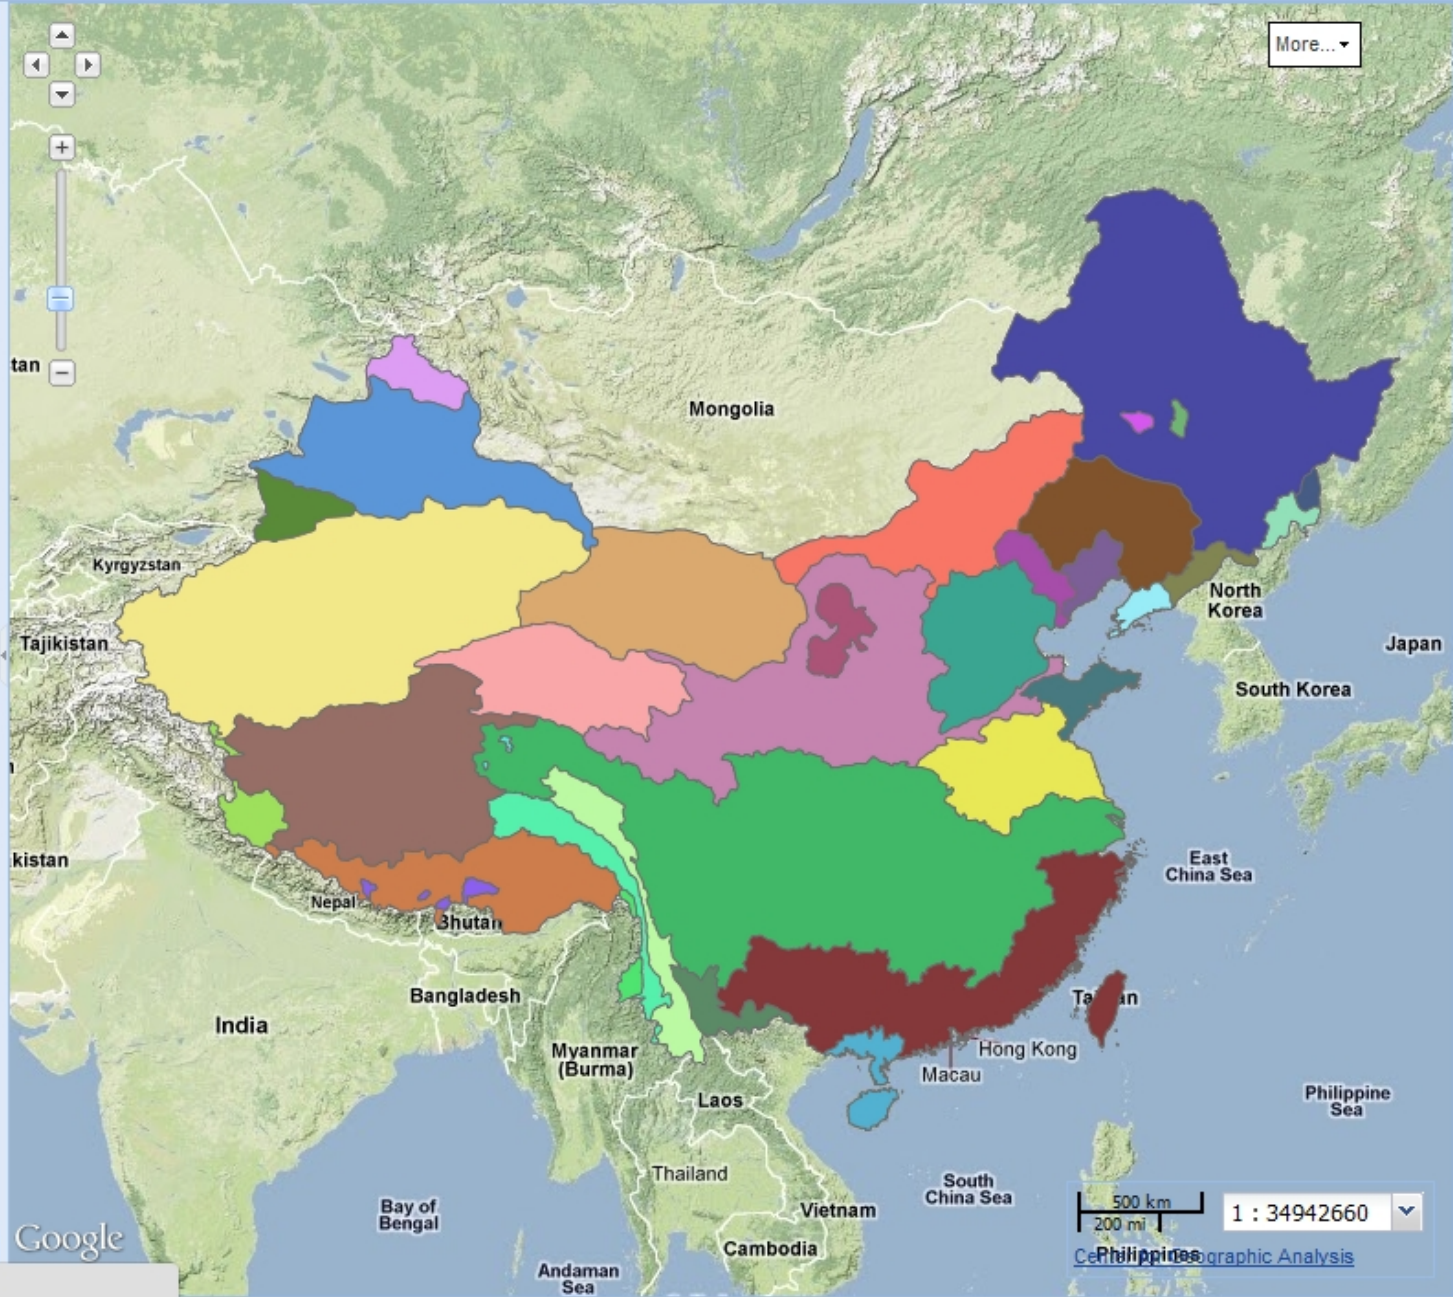 More...
tan
Mongolia
Kyrgyzstan
North
Korea
Tajikistan
Japan
South Korea
kistan
East
China Sea
Nepal
Bhutan
Bangladesh
India
Hong Kong
Myanmar
(Burma)
Macau
Laos
Philippine
Sea
Thailand
South
China Sea
Bay of
Bengal
Vietnam
500 km
200 mi
1 : 34942660
Google
Cambodia
Philippines
Andaman
Sea